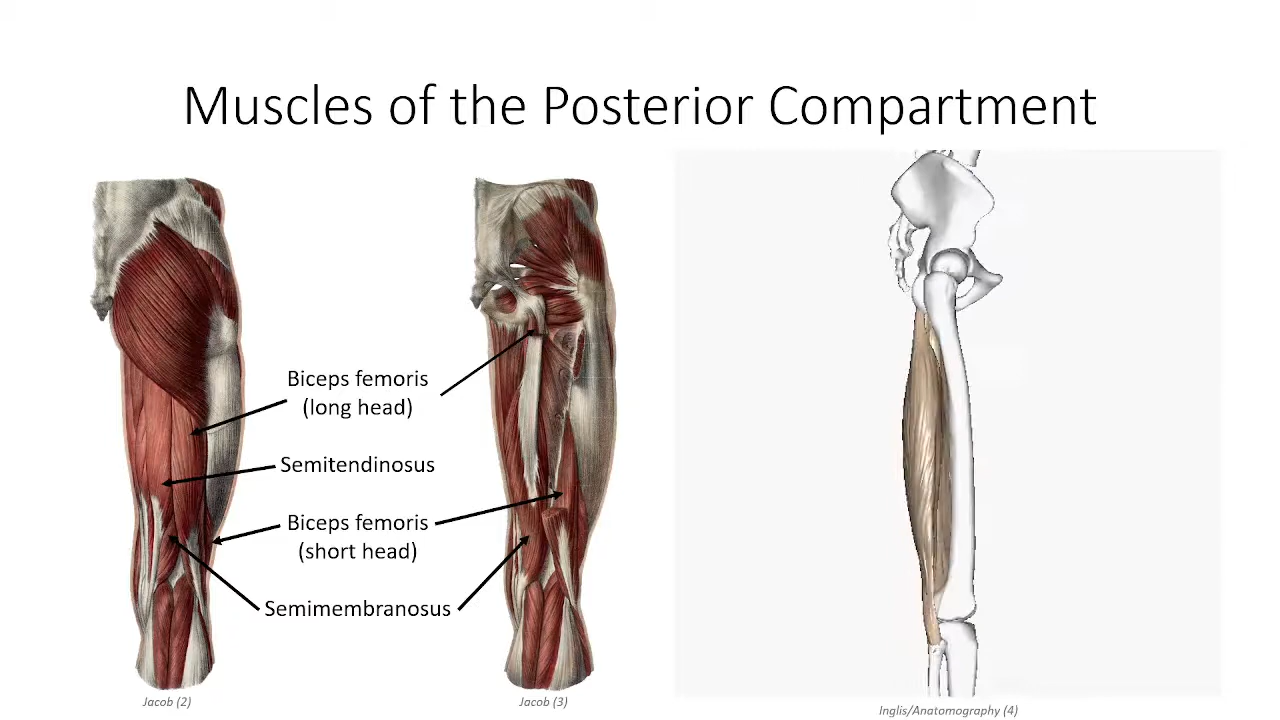 Muscles of the Posterior Compartment
Biceps femoris
(long head)
Semitendinosus
Biceps femoris
(short head)
Semimembranosus
Jacob (2)
Jacob (3)
Inglis/Anatomography (4)